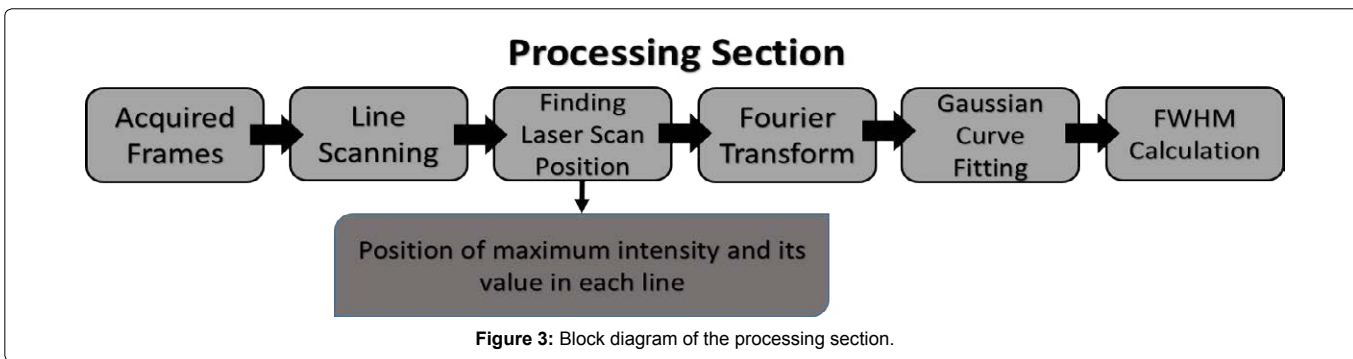 Processing Section
Acquired
Frames
Line
Scanning
Finding
Laser Scan
Position
Fourier
Transform
Gaussian
Curve
Fitting
FWHM
Calculation
Position of maximum intensity and its
value in each line
Figure 3: Block diagram of the processing section.